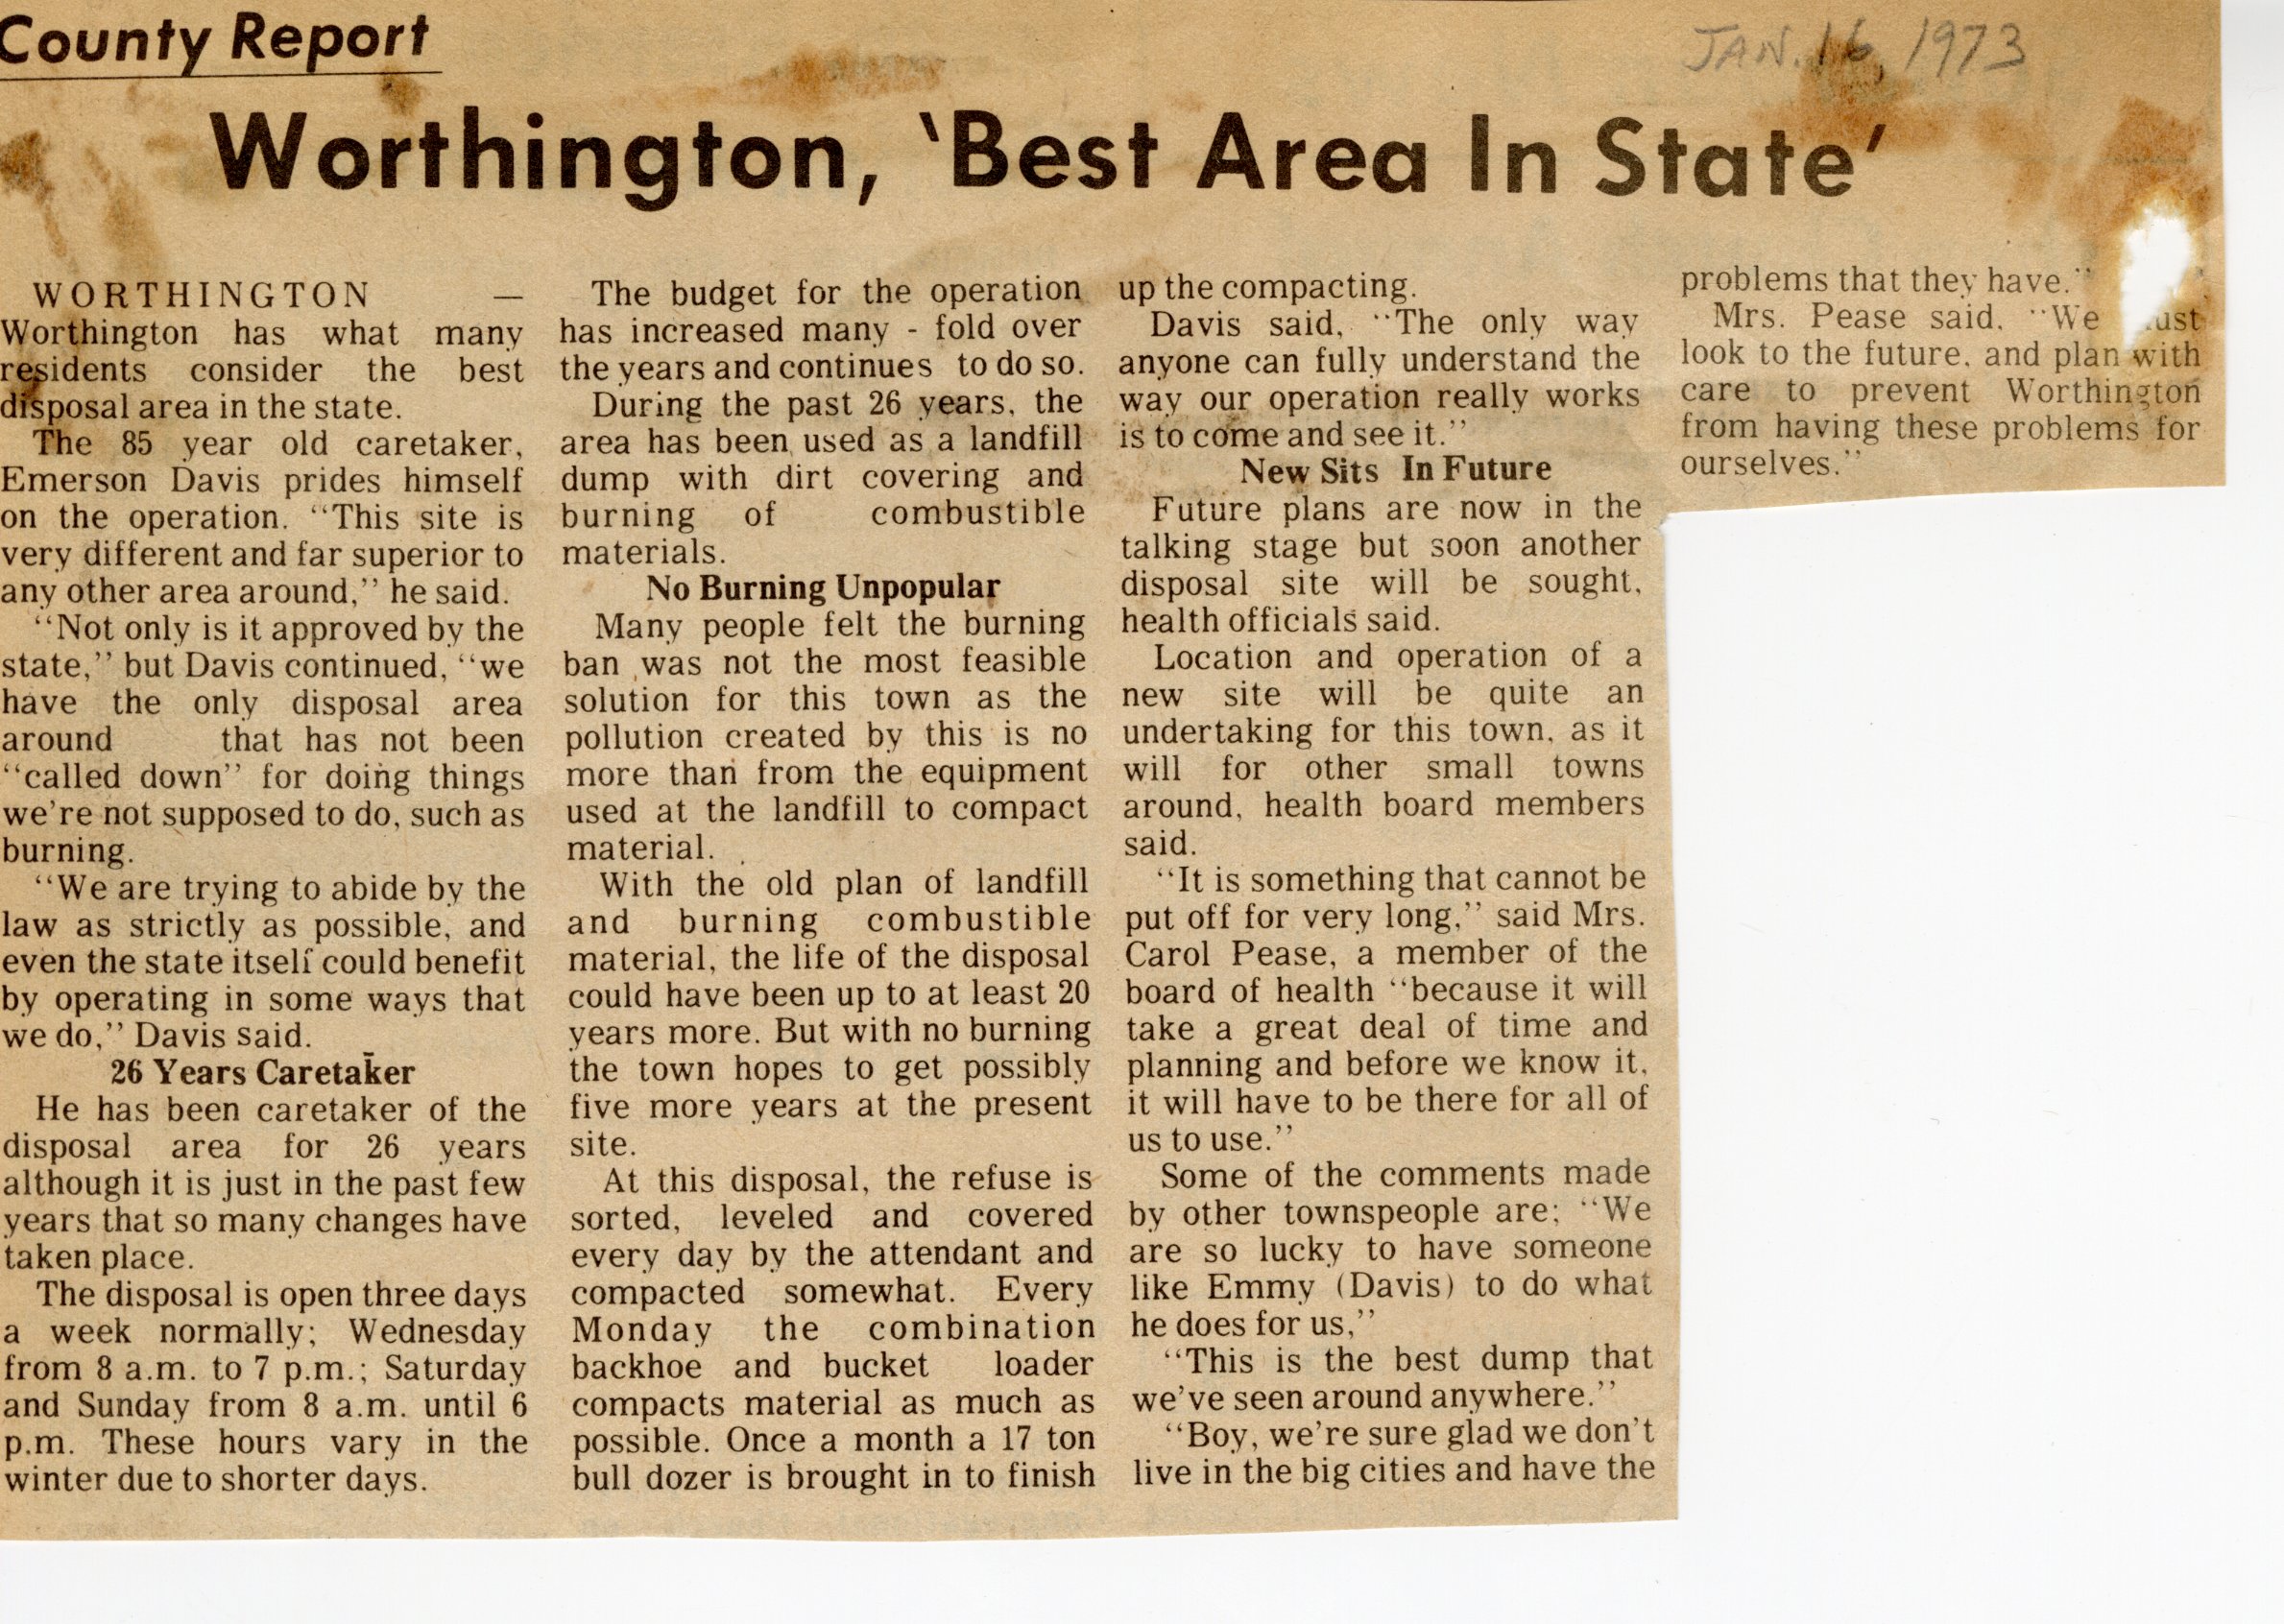 County Report
JAN. 16, 1973
Worthington, 'Best Area In State'
WORTHINGTON —
Worthington has what many
residents consider the best
disposal area in the state.
The 85 year old caretaker,
Emerson Davis prides himself
on the operation. "This site is
very different and far superior to
any other area around," he said.
"Not only is it approved by the
state," but Davis continued, "we
have the only disposal area
around that has not been
"called down" for doing things
we're not supposed to do, such as
burning.
"We are trying to abide by the
law as strictly as possible, and
even the state itself could benefit
by operating in some ways that
we do," Davis said.
26 Years Caretaker
He has been caretaker of the
disposal area for 26 years
although it is just in the past few
years that so many changes have
taken place.
The disposal is open three days
a week normally; Wednesday
from 8 a.m. to 7 p.m.; Saturday
and Sunday from 8 a.m. until 6
p.m. These hours vary in the
winter due to shorter days.
The budget for the operation
has increased many - fold over
the years and continues to do so.
During the past 26 years, the
area has been used as a landfill
dump with dirt covering and
burning of combustible
materials.
No Burning Unpopular
Many people felt the burning
ban was not the most feasible
solution for this town as the
pollution created by this is no
more than from the equipment
used at the landfill to compact
material.
With the old plan of landfill
and burning combustible
material, the life of the disposal
could have been up to at least 20
years more. But with no burning
the town hopes to get possibly
five more years at the present
site.
At this disposal, the refuse is
sorted, leveled and covered
every day by the attendant and
compacted somewhat. Every
Monday the combination
backhoe and bucket loader
compacts material as much as
possible. Once a month a 17 ton
bull dozer is brought in to finish
up the compacting.
Davis said, "The only way
anyone can fully understand the
way our operation really works
is to come and see it."
New Sits In Future
Future plans are now in the
talking stage but soon another
disposal site will be sought,
health officials said.
Location and operation of a
new site will be quite an
undertaking for this town, as it
will for other small towns
around, health board members
said.
"It is something that cannot be
put off for very long," said Mrs.
Carol Pease, a member of the
board of health "because it will
take a great deal of time and
planning and before we know it,
it will have to be there for all of
us to use."
Some of the comments made
by other townspeople are; "We
are so lucky to have someone
like Emmy (Davis) to do what
he does for us,"
"This is the best dump that
we've seen around anywhere."
"Boy, we're sure glad we don't
live in the big cities and have the
problems that they have."
Mrs. Pease said, "We
look to the future, and plan with
care to prevent Worthington
from having these problems for
ourselves."